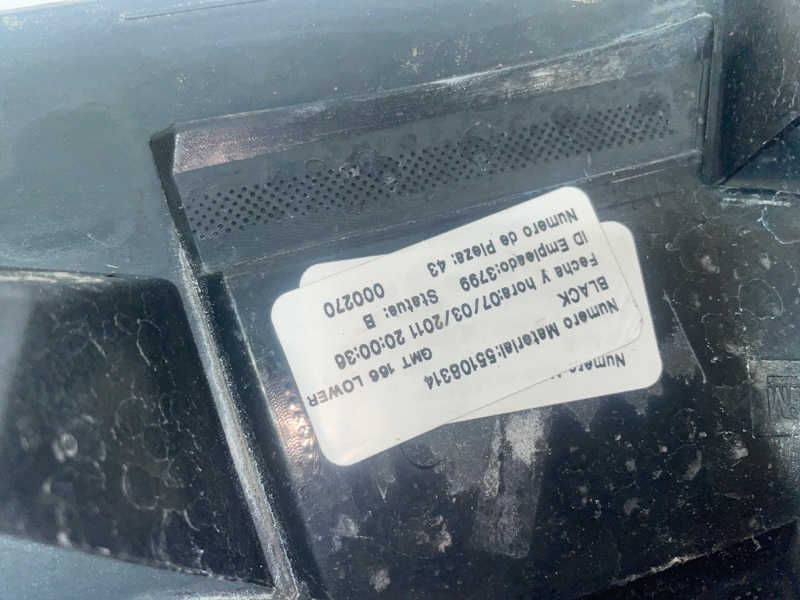 Numero Material:55108314
GMT 166 LOWER
BLACK
Fecha y hora:07/03/2011 20:00:36
ID Empleado:3799 Status: B
Numero de Pieza: 43 000270
Numero